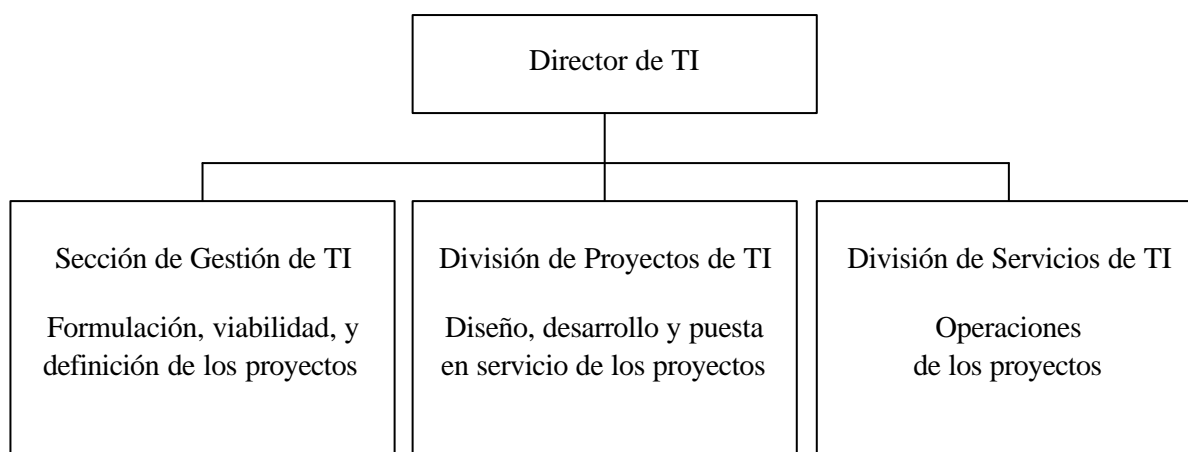 Director de TI
Sección de Gestión de TI
Formulación, viabilidad, y
definición de los proyectos
División de Proyectos de TI
Diseño, desarrollo y puesta
en servicio de los proyectos
División de Servicios de TI
Operaciones
de los proyectos